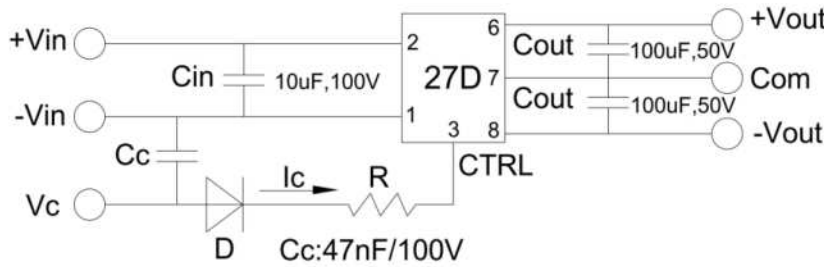 +Vin
2
6
+Vout
Cin
10uF,100V
27D
Cout
100uF,50V
7
Com
-Vin
1
Cout
100uF,50V
3
8
-Vout
Cc
CTRL
Vc
Ic
R
D
Cc:47nF/100V